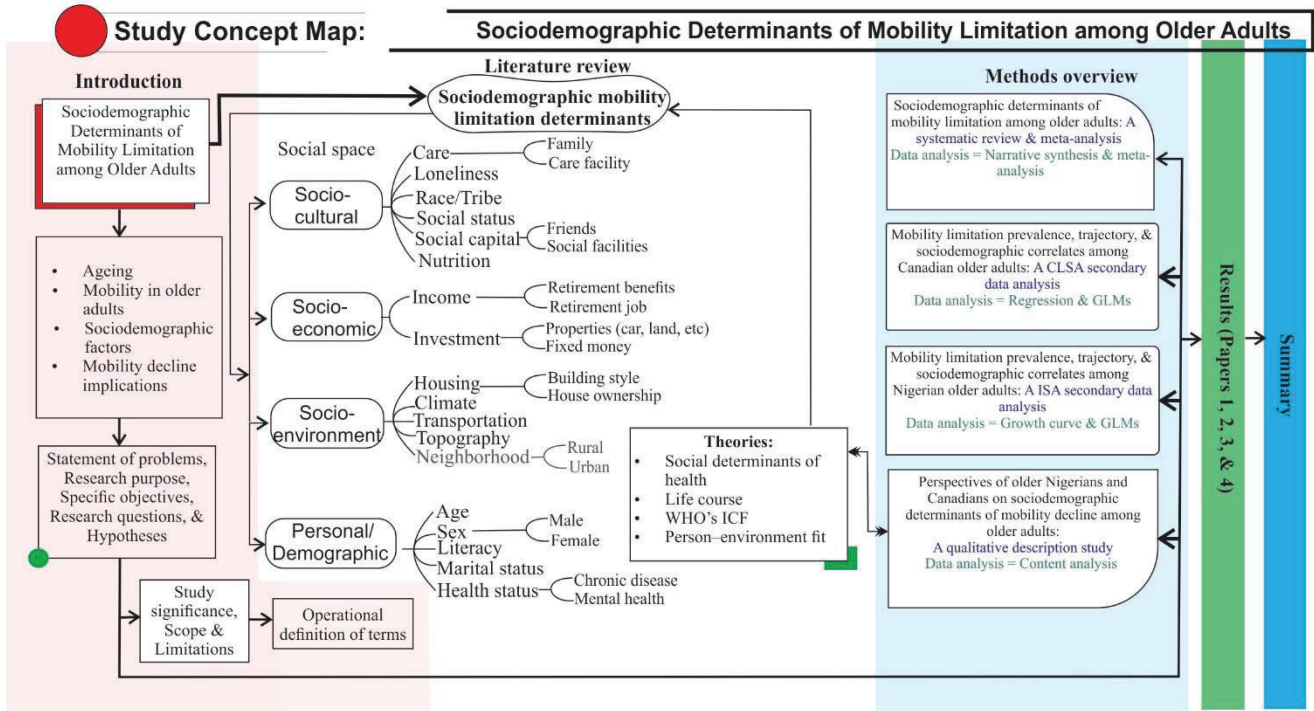 Study Concept Map:
Sociodemographic Determinants of Mobility Limitation among Older Adults
Introduction
Sociodemographic
Determinants of
Mobility Limitation
among Older Adults
• Ageing
• Mobility in older
adults
• Sociodemographic
factors
• Mobility decline
implications
Statement of problems,
Research purpose,
Specific objectives,
Research questions, &
Hypotheses
Study
significance,
Scope &
Limitations
Operational
definition of terms
Literature review
Sociodemographic mobility
limitation determinants
Social space
Socio-
cultural
Care
Family
Care facility
Loneliness
Race/Tribe
Social status
Social capital
Friends
Social facilities
Nutrition
Socio-
economic
Income
Retirement benefits
Retirement job
Investment
Properties (car, land, etc)
Fixed money
Socio-
environment
Housing
Building style
House ownership
Climate
Transportation
Topography
Neighborhood
Rural
Urban
Personal/
Demographic
Age
Sex
Male
Female
Literacy
Marital status
Health status
Chronic disease
Mental health
Theories:
• Social determinants of
health
• Life course
• WHO's ICF
• Person–environment fit
Methods overview
Sociodemographic determinants of
mobility limitation among older adults: A
systematic review & meta-analysis
Data analysis = Narrative synthesis & meta-
analysis
Mobility limitation prevalence, trajectory, &
sociodemographic correlates among
Canadian older adults: A CLSA secondary
data analysis
Data analysis = Regression & GLMs
Mobility limitation prevalence, trajectory, &
sociodemographic correlates among
Nigerian older adults: A ISA secondary data
analysis
Data analysis = Growth curve & GLMs
Perspectives of older Nigerians and
Canadians on sociodemographic
determinants of mobility decline among
older adults:
A qualitative description study
Data analysis = Content analysis
Results (Papers 1, 2, 3, & 4)
Summary